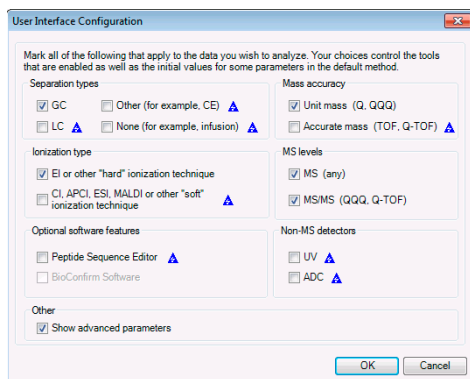 User Interface Configuration
Mark all of the following that apply to the data you wish to analyze. Your choices control the tools
that are enabled as well as the initial values for some parameters in the default method.
Separation types
GC
Other (for example, CE)
LC
None (for example, infusion)
Mass accuracy
Unit mass (Q, QQQ)
Accurate mass (TOF, Q-TOF)
Ionization type
EI or other "hard" ionization technique
CI, APCI, ESI, MALDI or other "soft"
ionization technique
MS levels
MS (any)
MS/MS (QQQ, Q-TOF)
Optional software features
Peptide Sequence Editor
BioConfirm Software
Non-MS detectors
UV
ADC
Other
Show advanced parameters
OK
Cancel